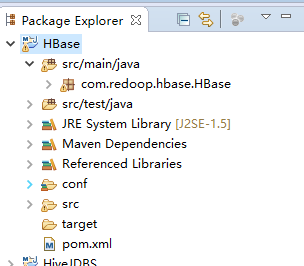 Package Explorer
HBase
src/main/java
com.redoop.hbase.HBase
src/test/java
JRE System Library [J2SE-1.5]
Maven Dependencies
Referenced Libraries
conf
src
target
pom.xml
HiveJDBS